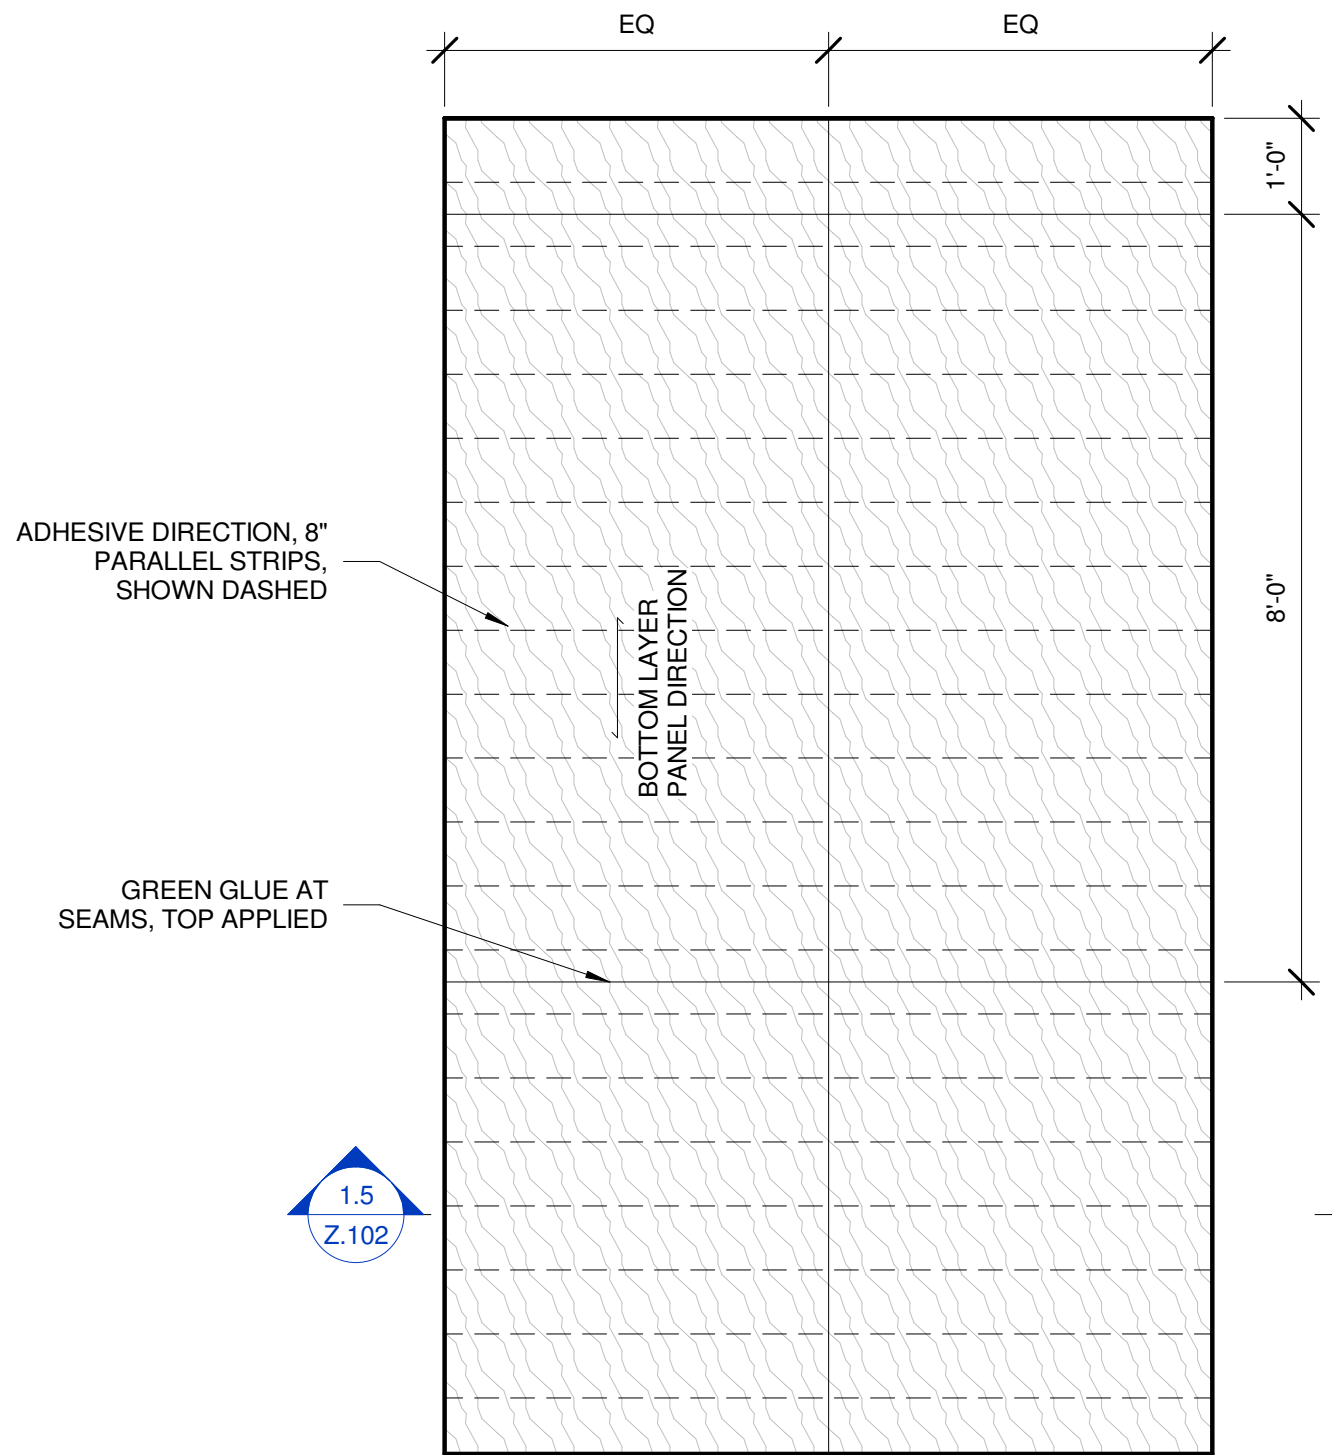 EQ
EQ
1'-0"
8'-0"
ADHESIVE DIRECTION, 8"
PARALLEL STRIPS,
SHOWN DASHED
BOTTOM LAYER
PANEL DIRECTION
GREEN GLUE AT
SEAMS, TOP APPLIED
1.5
Z.102